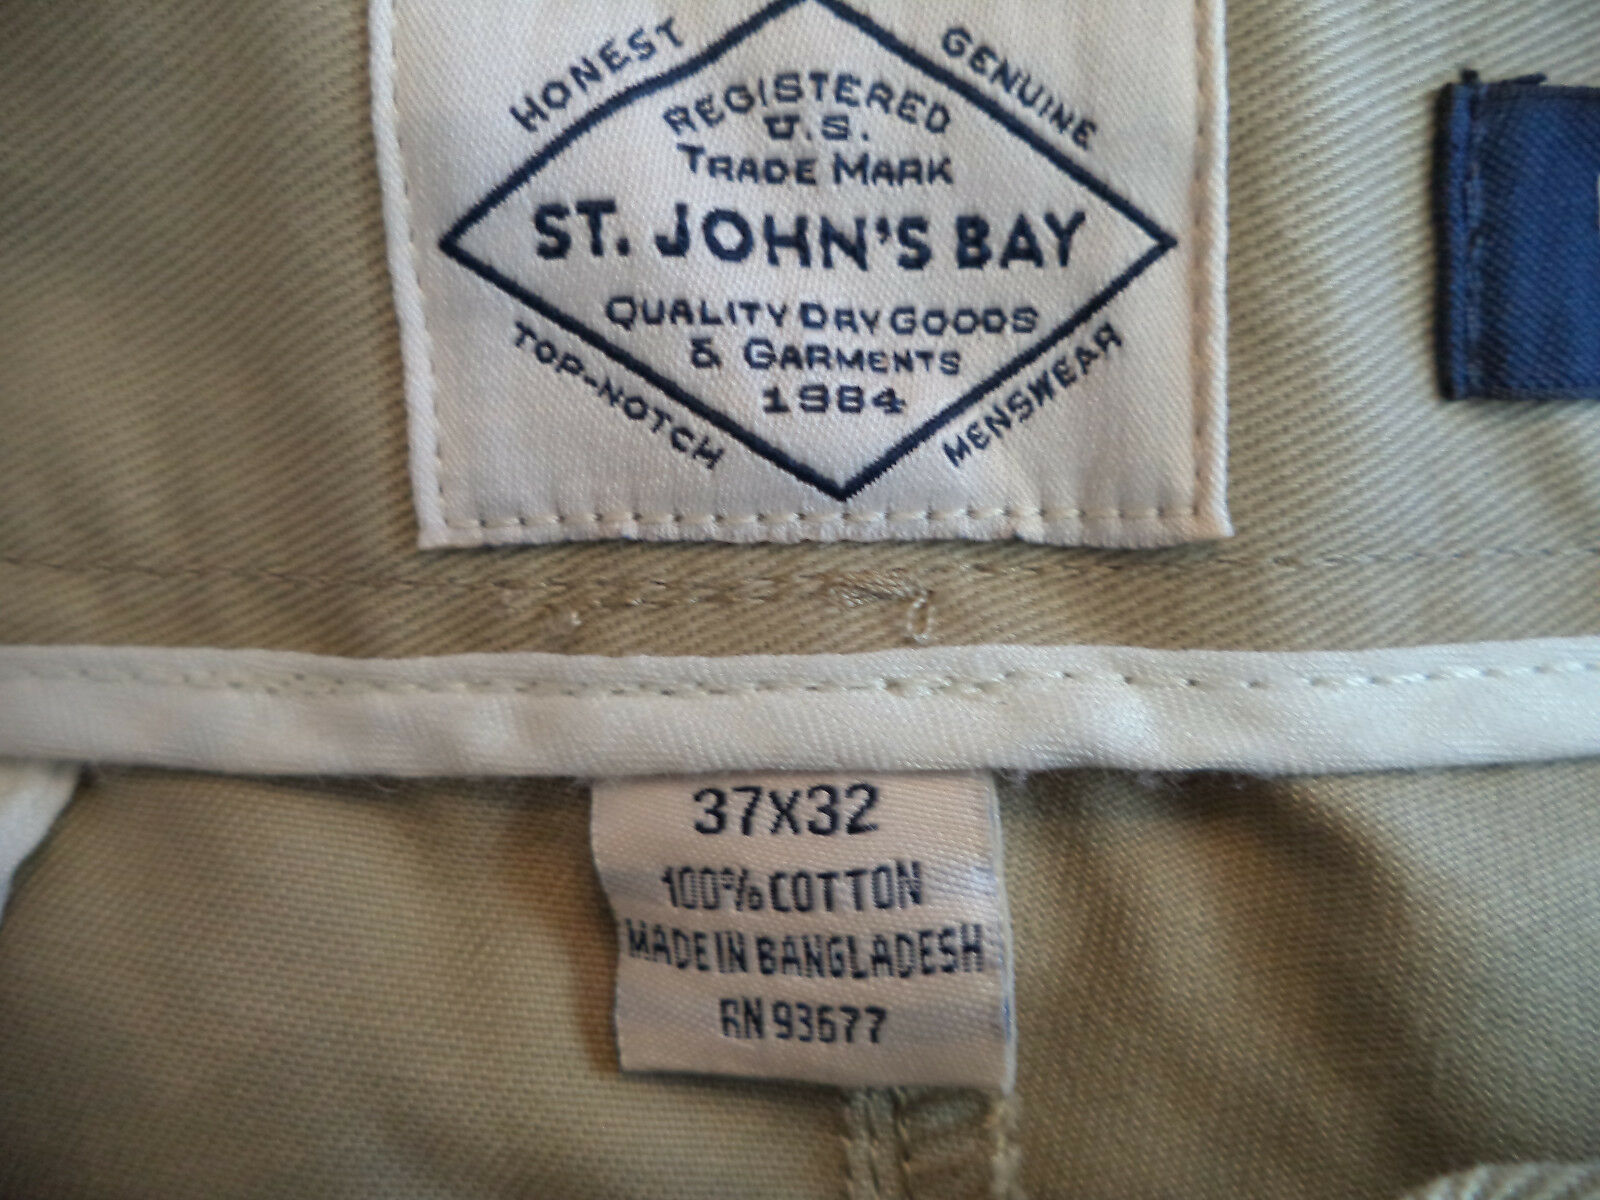 HONEST
GENUINE
REGISTERED
U.S.
TRADE MARK
ST. JOHN'S BAY
QUALITY DRY GOODS
& GARMENTS
1984
TOP-NOTCH
MENSWEAR
37X32
100% COTTON
MADE IN BANGLADESH
RN 93677